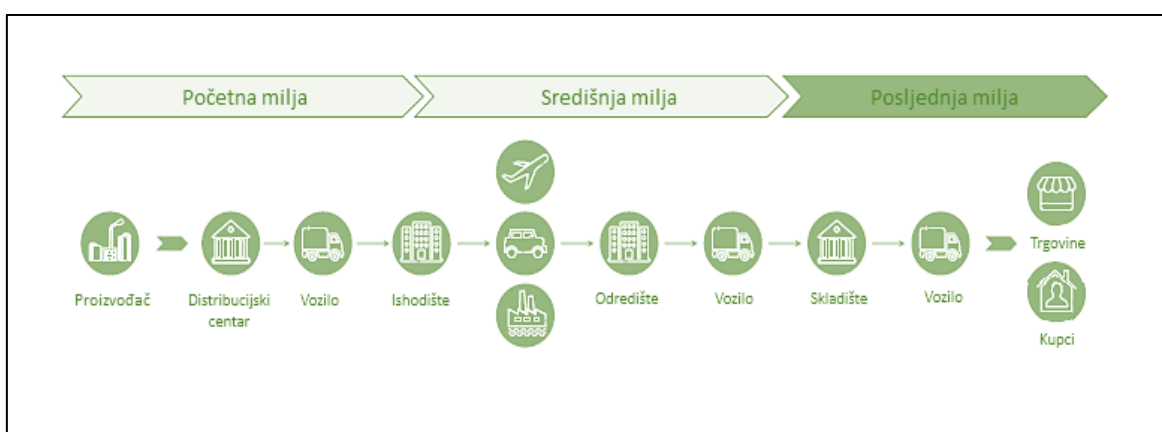 Početna milja
Središnja milja
Posljednja milja
Proizvođač
Distribucijski
centar
Vozilo
Ishodište
Odredište
Vozilo
Skladište
Vozilo
Trgovine
Kupci